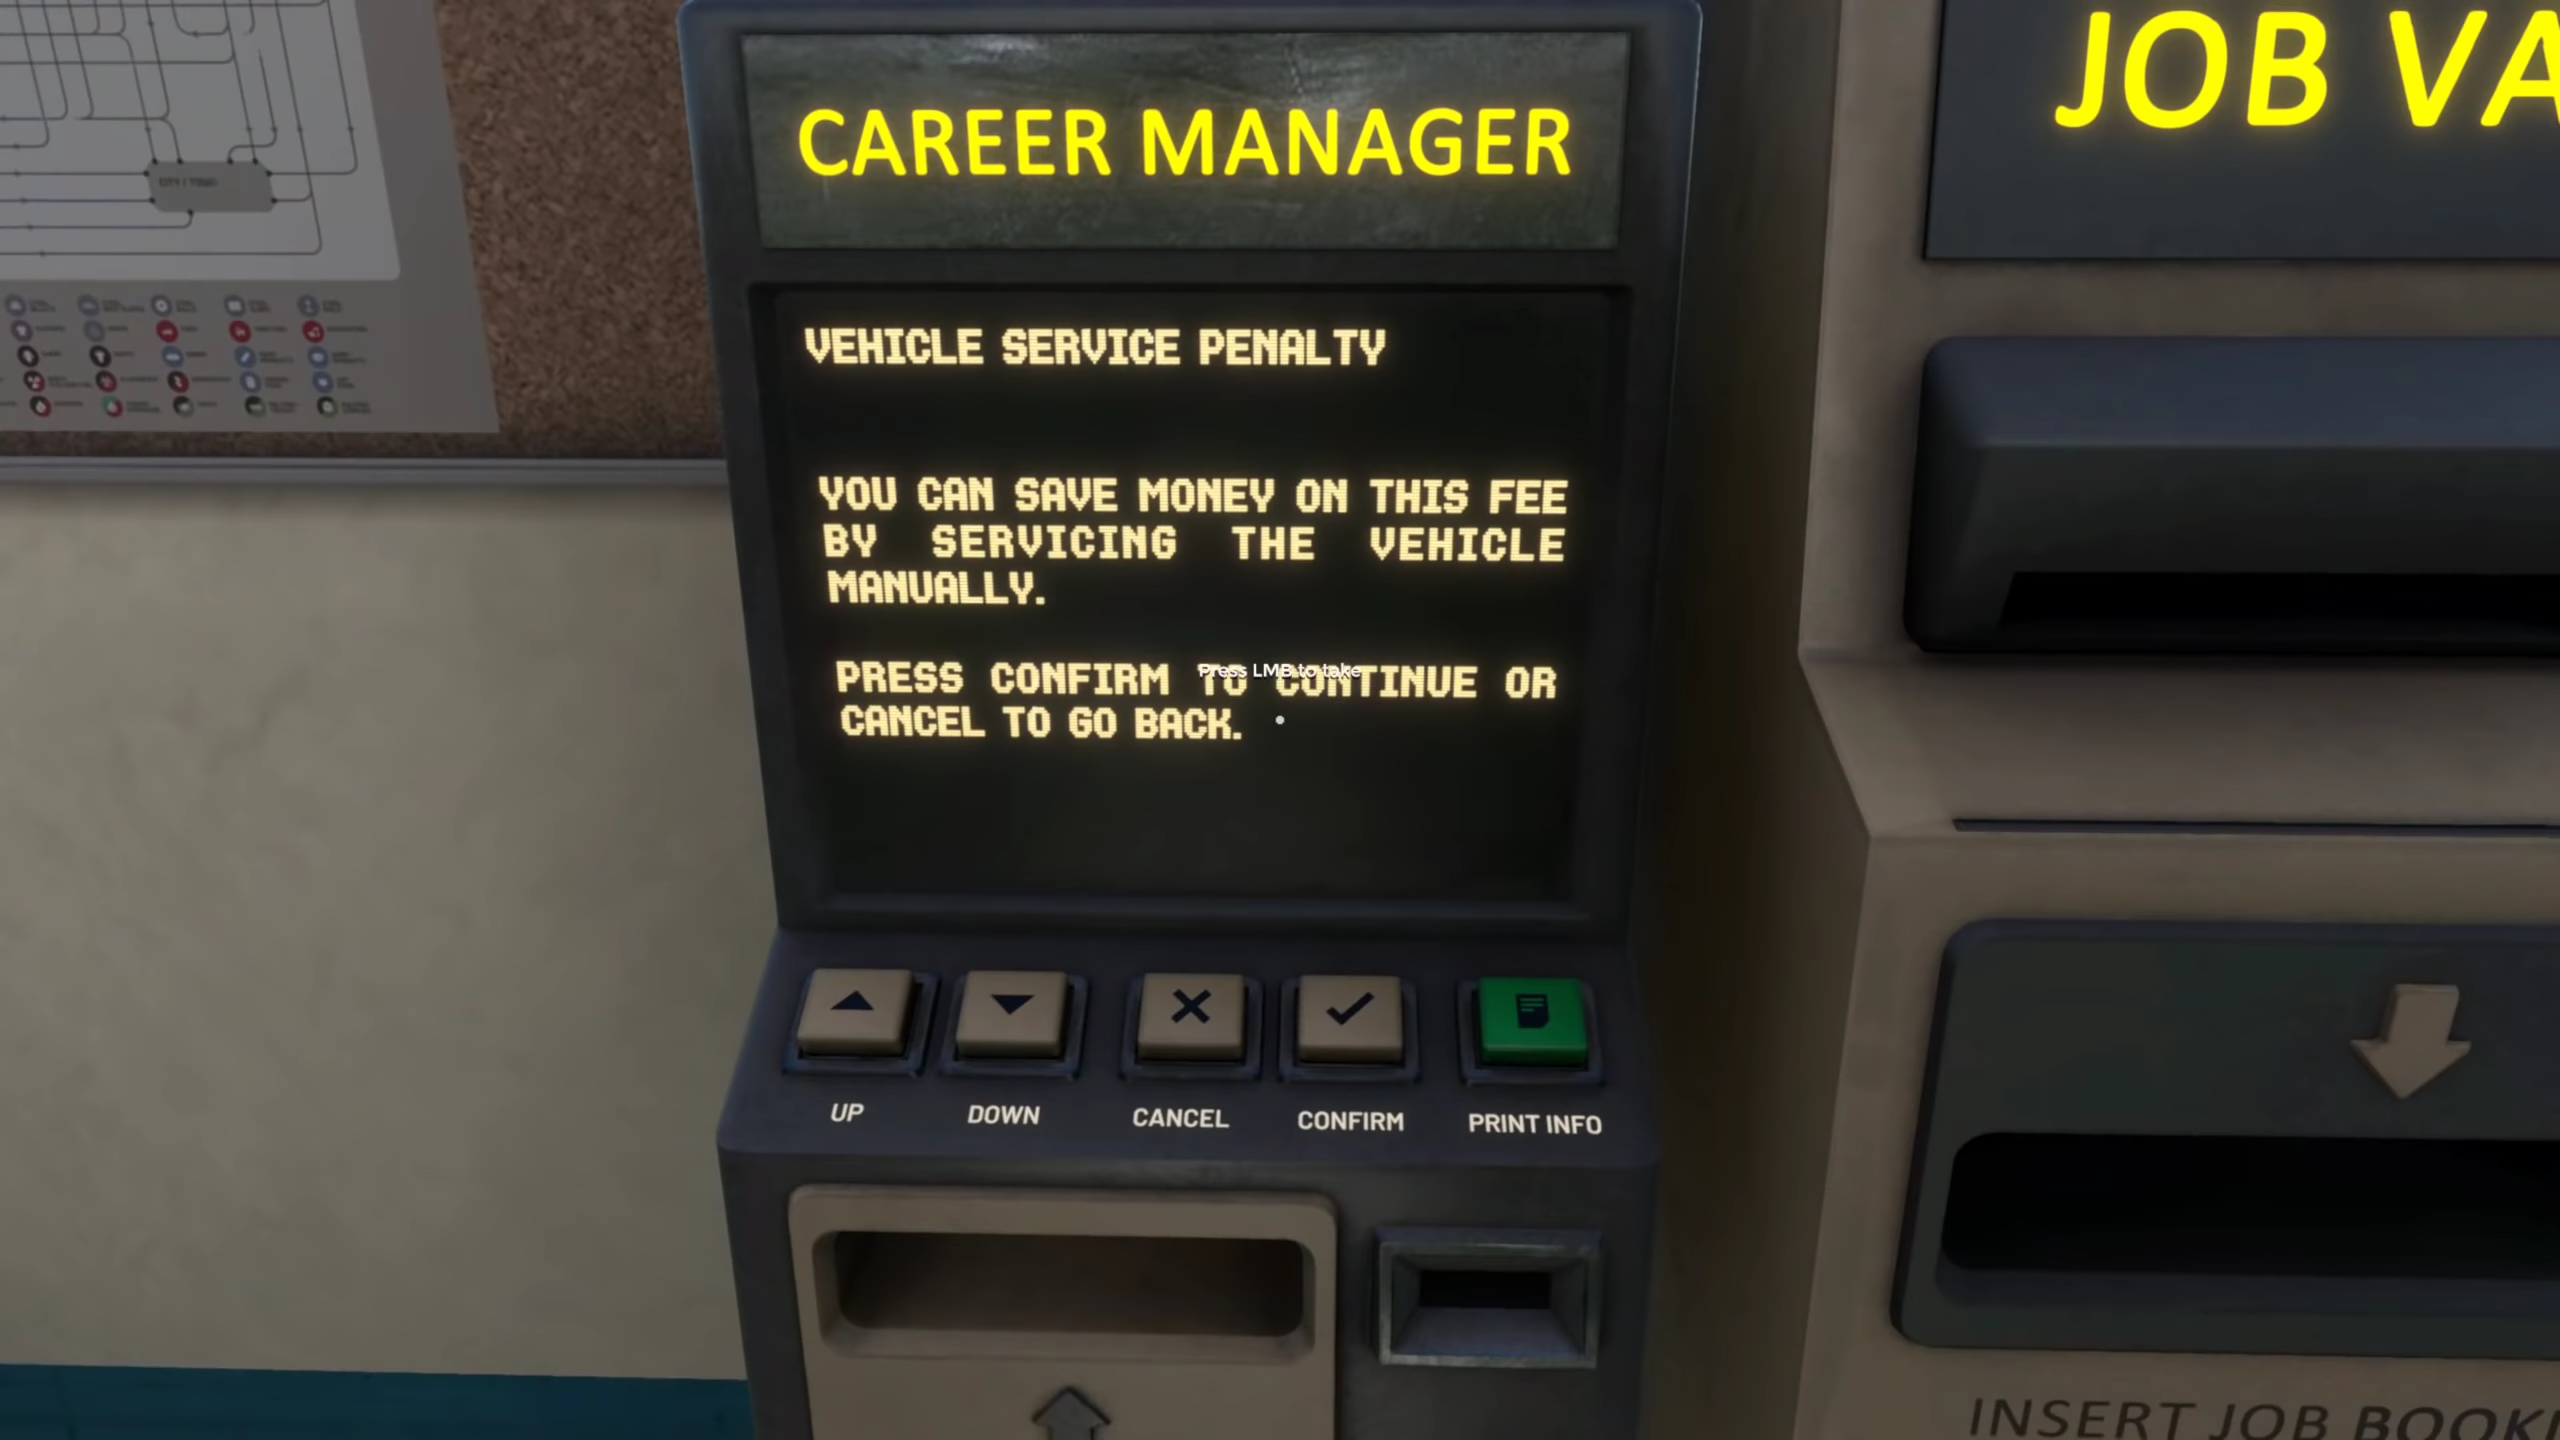 CAREER MANAGER
JOB VA
VEHICLE SERVICE PENALTY
YOU CAN SAVE MONEY ON THIS FEE
BY SERVICING THE VEHICLE
MANUALLY.
PRESS CONFIRM TO CONTINUE OR
CANCEL TO GO BACK.
Press LMB to take
UP
DOWN
CANCEL
CONFIRM
PRINT INFO
INSERT JOB BOOK